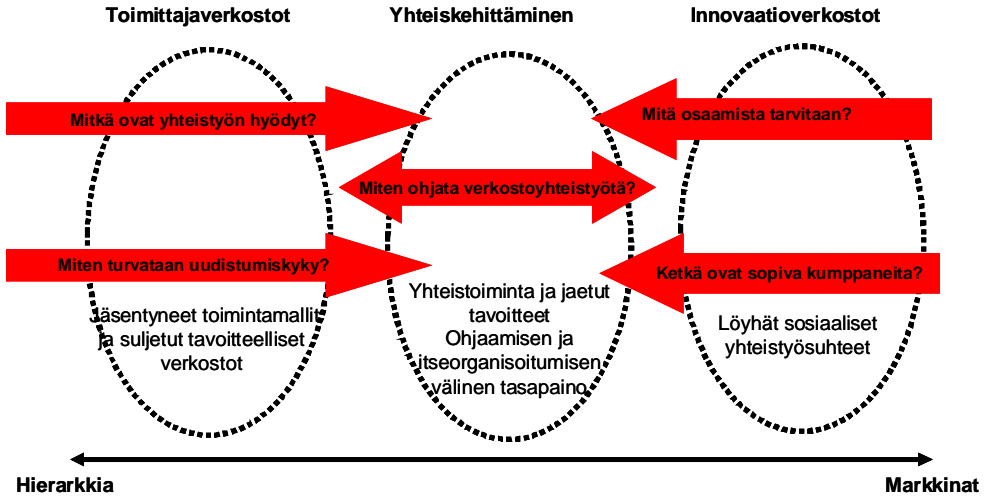 Toimittajaverkostot
Yhteiskehittäminen
Innovaatioverkostot
Mitkä ovat yhteistyön hyödyt?
Mitä osaamista tarvitaan?
Miten ohjata verkostoyhteistyötä?
Miten turvataan uudistumiskyky?
Ketkä ovat sopiva kumppaneita?
Jäsentyneet toimintamallit
ja suljetut tavoitteelliset
verkostot
Yhteistoiminta ja jaetut
tavoitteet
Ohjaamisen ja
itseorganisoitumisen
välinen tasapaino
Löyhät sosiaaliset
yhteistyösuhteet
Hierarkkia
Markkinat